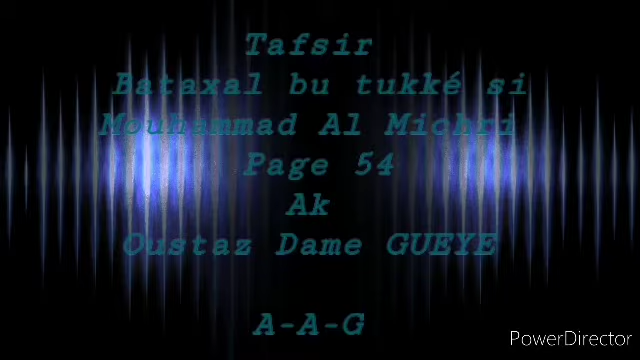 Tafsir
Bataxal bu tukké si
Mouhammad Al Michri
Page 54
Ak
Oustaz Dame GUEYE
A-A-G
PowerDirector